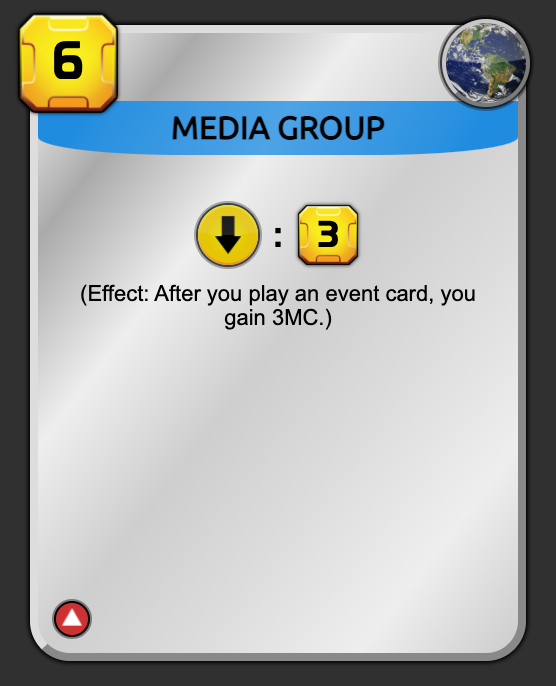 6
MEDIA GROUP
: 3
(Effect: After you play an event card, you
gain 3MC.)